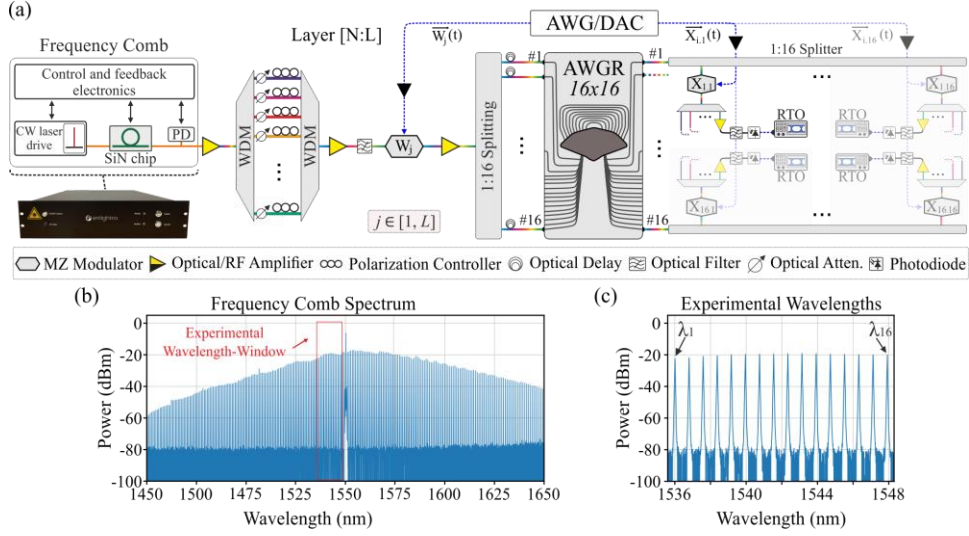 (a)
AWG/DAC
Frequency Comb
Layer [N:L]
Wj(t)
Xi,1(t)
Xi,16(t)
1:16 Splitter
Control and feedback
electronics
CW laser
drive
SiN chip
PD
WDM
WDM
Wj
j ∈ [1, L]
1:16 Splitting
#1
#16
AWGR
16x16
#1
#16
X1,1
X1,16
RTO
RTO
RTO
RTO
X16,1
X16,16
enlightra
MZ Modulator
Optical/RF Amplifier
Polarization Controller
Optical Delay
Optical Filter
Optical Atten.
Photodiode
(b)
Frequency Comb Spectrum
Experimental
Wavelength-Window
Power (dBm)
0
-20
-40
-60
-80
-100
1450
1500
1475
1525
1550
1575
1600
1625
1650
Wavelength (nm)
(c)
Experimental Wavelengths
λ1
λ16
Power (dBm)
0
-20
-40
-60
-80
-100
1536
1540
1544
1548
Wavelength (nm)